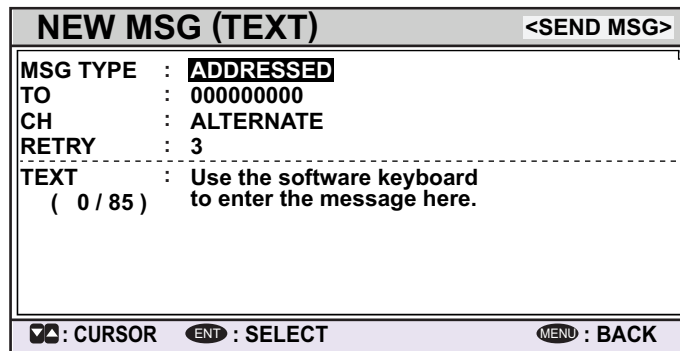 NEW MSG (TEXT) <SEND MSG>
MSG TYPE : ADDRESSED
TO : 000000000
CH : ALTERNATE
RETRY : 3
TEXT : Use the software keyboard
( 0 / 85 ) to enter the message here.
▼▲ : CURSOR ENT : SELECT MENU : BACK